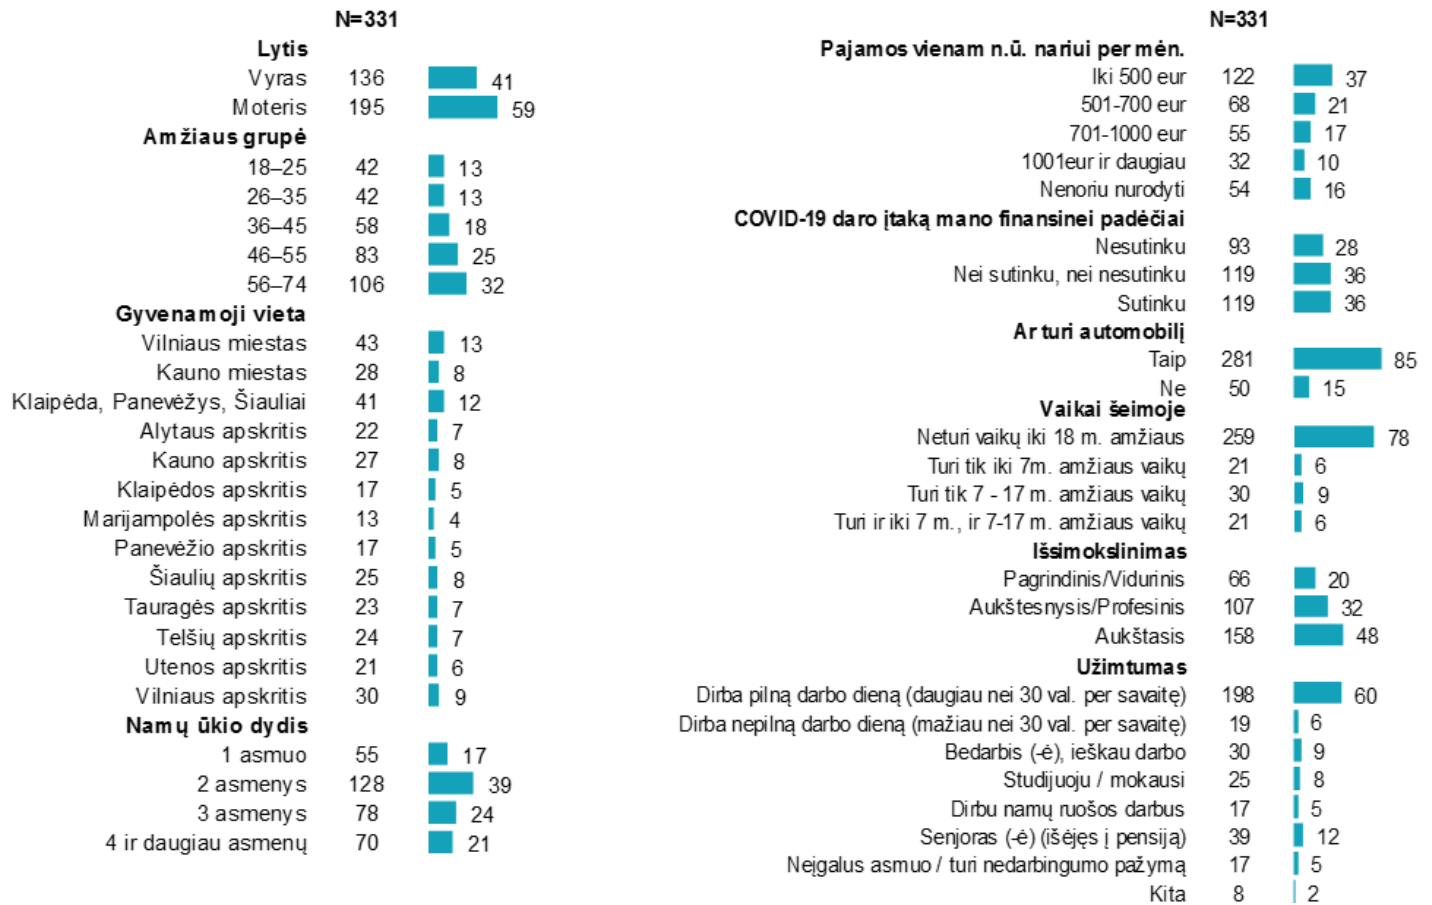 N=331
Lytis
Vyras 136 41
Moteris 195 59
Amžiaus grupė
18–25 42 13
26–35 42 13
36–45 58 18
46–55 83 25
56–74 106 32
Gyvenamoji vieta
Vilniaus miestas 43 13
Kauno miestas 28 8
Klaipėda, Panevėžys, Šiauliai 41 12
Alytaus apskritis 22 7
Kauno apskritis 27 8
Klaipėdos apskritis 17 5
Marijampolės apskritis 13 4
Panevėžio apskritis 17 5
Šiaulių apskritis 25 8
Tauragės apskritis 23 7
Telšių apskritis 24 7
Utenos apskritis 21 6
Vilniaus apskritis 30 9
Namų ūkio dydis
1 asmuo 55 17
2 asmenys 128 39
3 asmenys 78 24
4 ir daugiau asmenų 70 21
N=331
Pajamos vienam n.ū. nariui per mėn.
Iki 500 eur 122 37
501-700 eur 68 21
701-1000 eur 55 17
1001eur ir daugiau 32 10
Nenoriu nurodyti 54 16
COVID-19 daro įtaką mano finansinei padėčiai
Nesutinku 93 28
Nei sutinku, nei nesutinku 119 36
Sutinku 119 36
Ar turi automobilį
Taip 281 85
Ne 50 15
Vaikai šeimoje
Neturi vaikų iki 18 m. amžiaus 259 78
Turi tik iki 7m. amžiaus vaikų 21 6
Turi tik 7 - 17 m. amžiaus vaikų 30 9
Turi ir iki 7 m., ir 7-17 m. amžiaus vaikų 21 6
Išsimokslinimas
Pagrindinis/Vidurinis 66 20
Aukštesnysis/Profesinis 107 32
Aukštasis 158 48
Užimtumas
Dirba pilną darbo dieną (daugiau nei 30 val. per savaitę) 198 60
Dirba nepilną darbo dieną (mažiau nei 30 val. per savaitę) 19 6
Bedarbis (-ė), ieškau darbo 30 9
Studijuoju / mokausi 25 8
Dirbu namų ruošos darbus 17 5
Senjoras (-ė) (išėjęs į pensiją) 39 12
Neįgalus asmuo / turi nedarbingumo pažymą 17 5
Kita 8 2